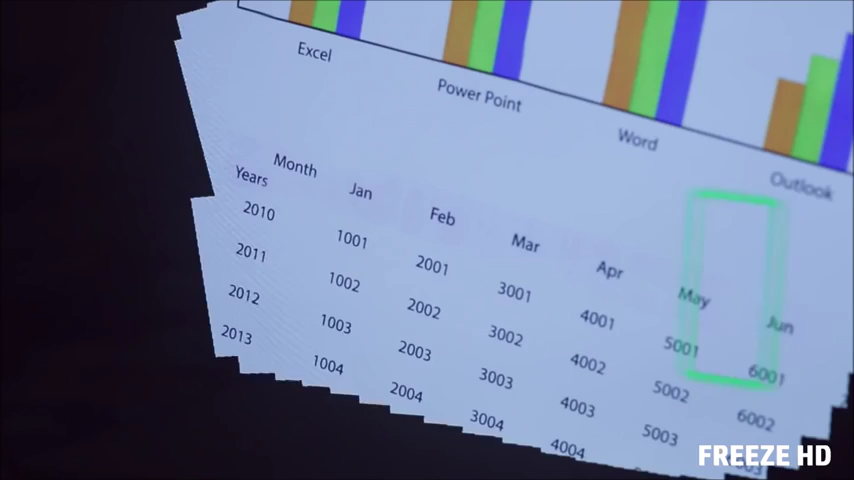 Excel Power Point Word Outlook
Month Jan Feb Mar Apr May Jun
Years
2010 1001 2001 3001 4001 5001 6001
2011 1002 2002 3002 4002 5002 6002
2012 1003 2003 3003 4003 5003
2013 1004 2004 3004 4004
FREEZE HD